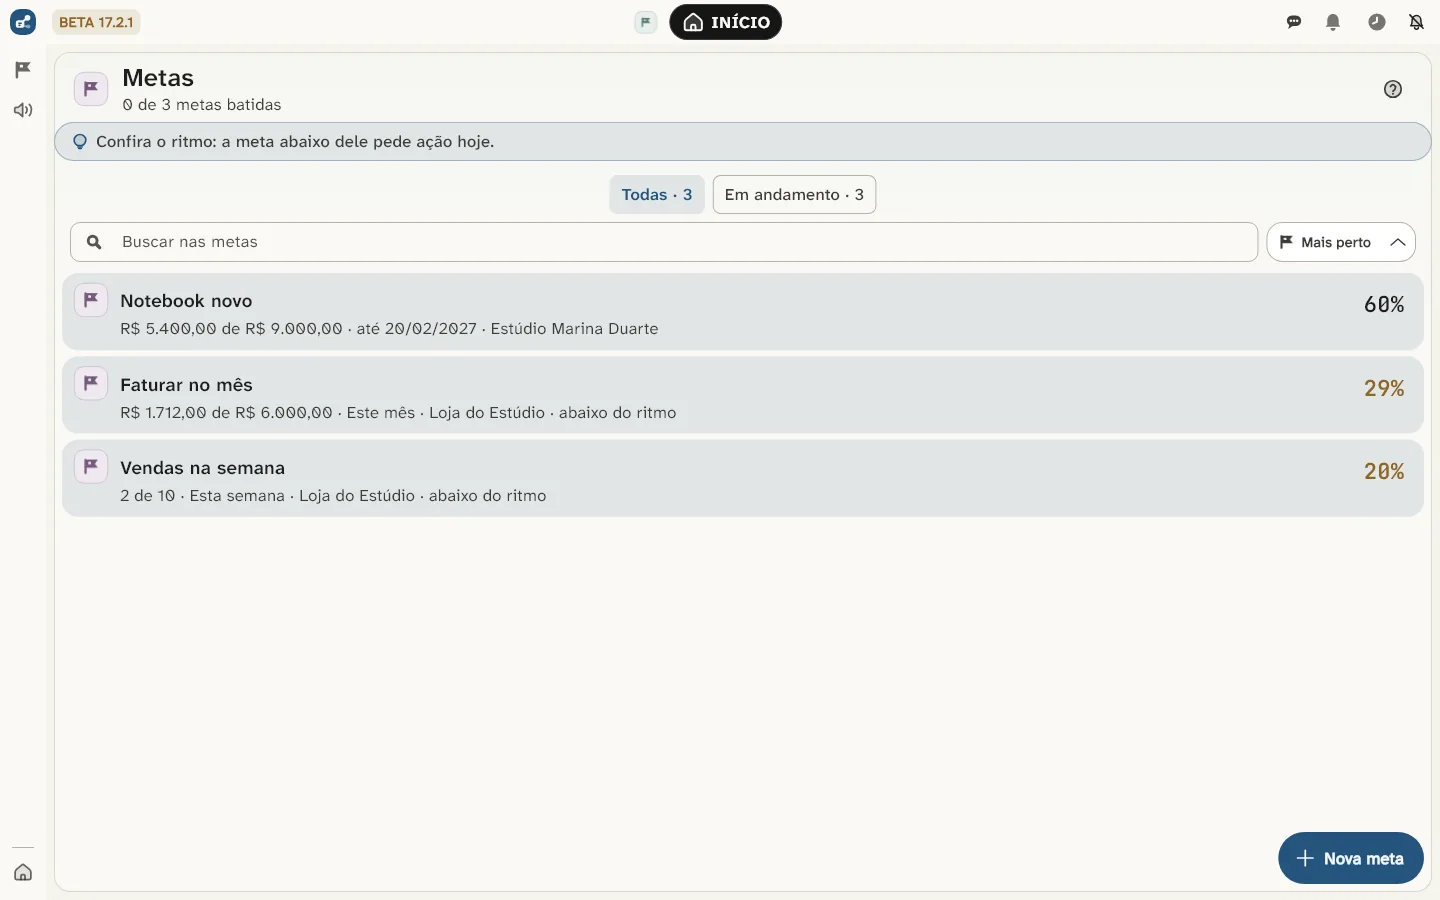 BETA 17.2.1
INÍCIO
Metas
0 de 3 metas batidas
Confira o ritmo: a meta abaixo dele pede ação hoje.
Todas · 3
Em andamento · 3
Buscar nas metas
Mais perto
Notebook novo
60%
R$ 5.400,00 de R$ 9.000,00 · até 20/02/2027 · Estúdio Marina Duarte
Faturar no mês
29%
R$ 1.712,00 de R$ 6.000,00 · Este mês · Loja do Estúdio · abaixo do ritmo
Vendas na semana
20%
2 de 10 · Esta semana · Loja do Estúdio · abaixo do ritmo
Nova meta